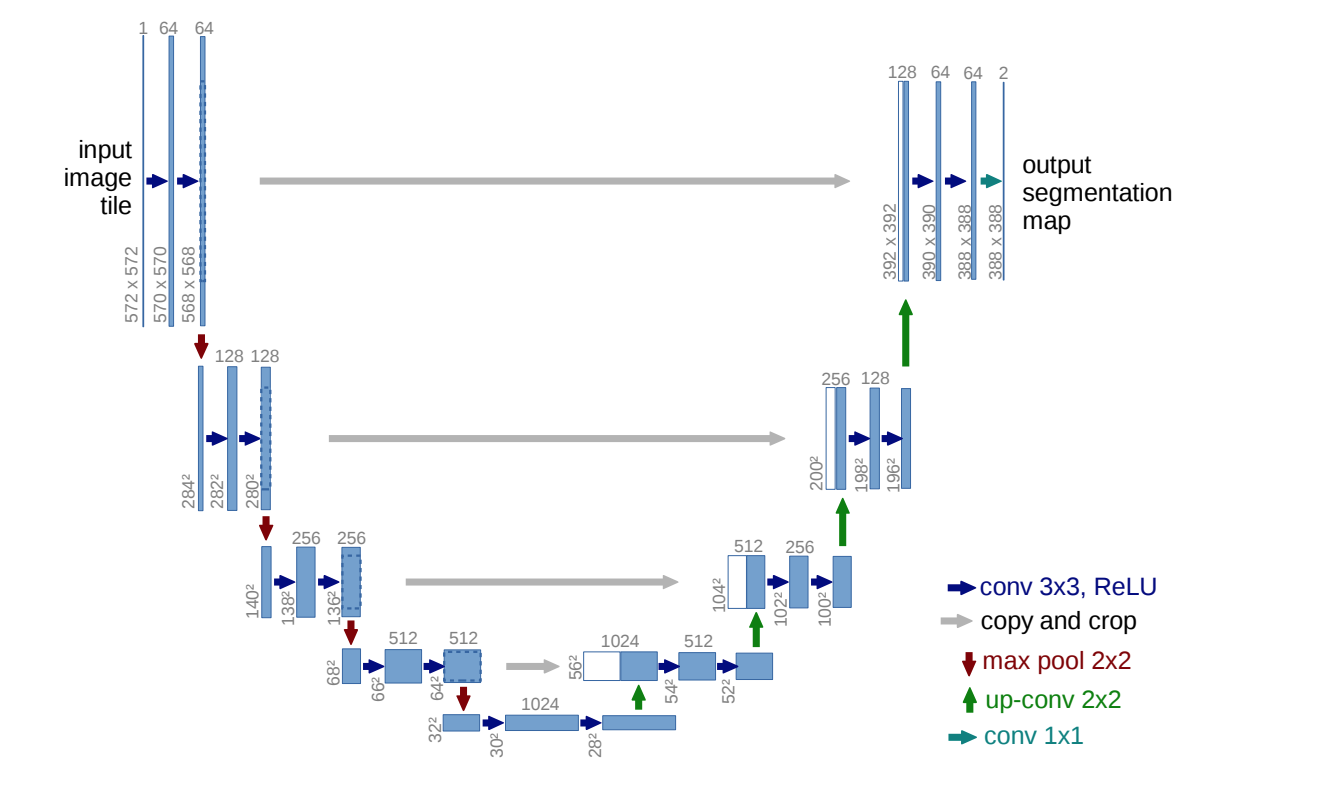 1 64 64
128 64 64 2
input
image
tile
output
segmentation
map
572 x 572
570 x 570
568 x 568
392 x 392
390 x 390
388 x 388
388 x 388
128 128
256 128
284²
282²
280²
200²
198²
196²
256 256
512 256
140²
138²
136²
104²
102²
100²
512 512
1024 512
68²
66²
64²
56²
54²
52²
1024
32²
30²
28²
conv 3x3, ReLU
copy and crop
max pool 2x2
up-conv 2x2
conv 1x1